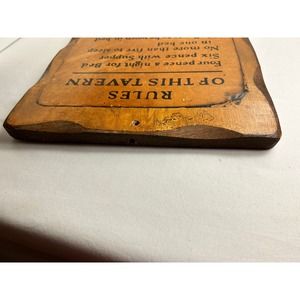 RULES
OF THIS TAVERN
Four pence a night for Bed
Six pence with Supper
No more than five to sleep
in one bed